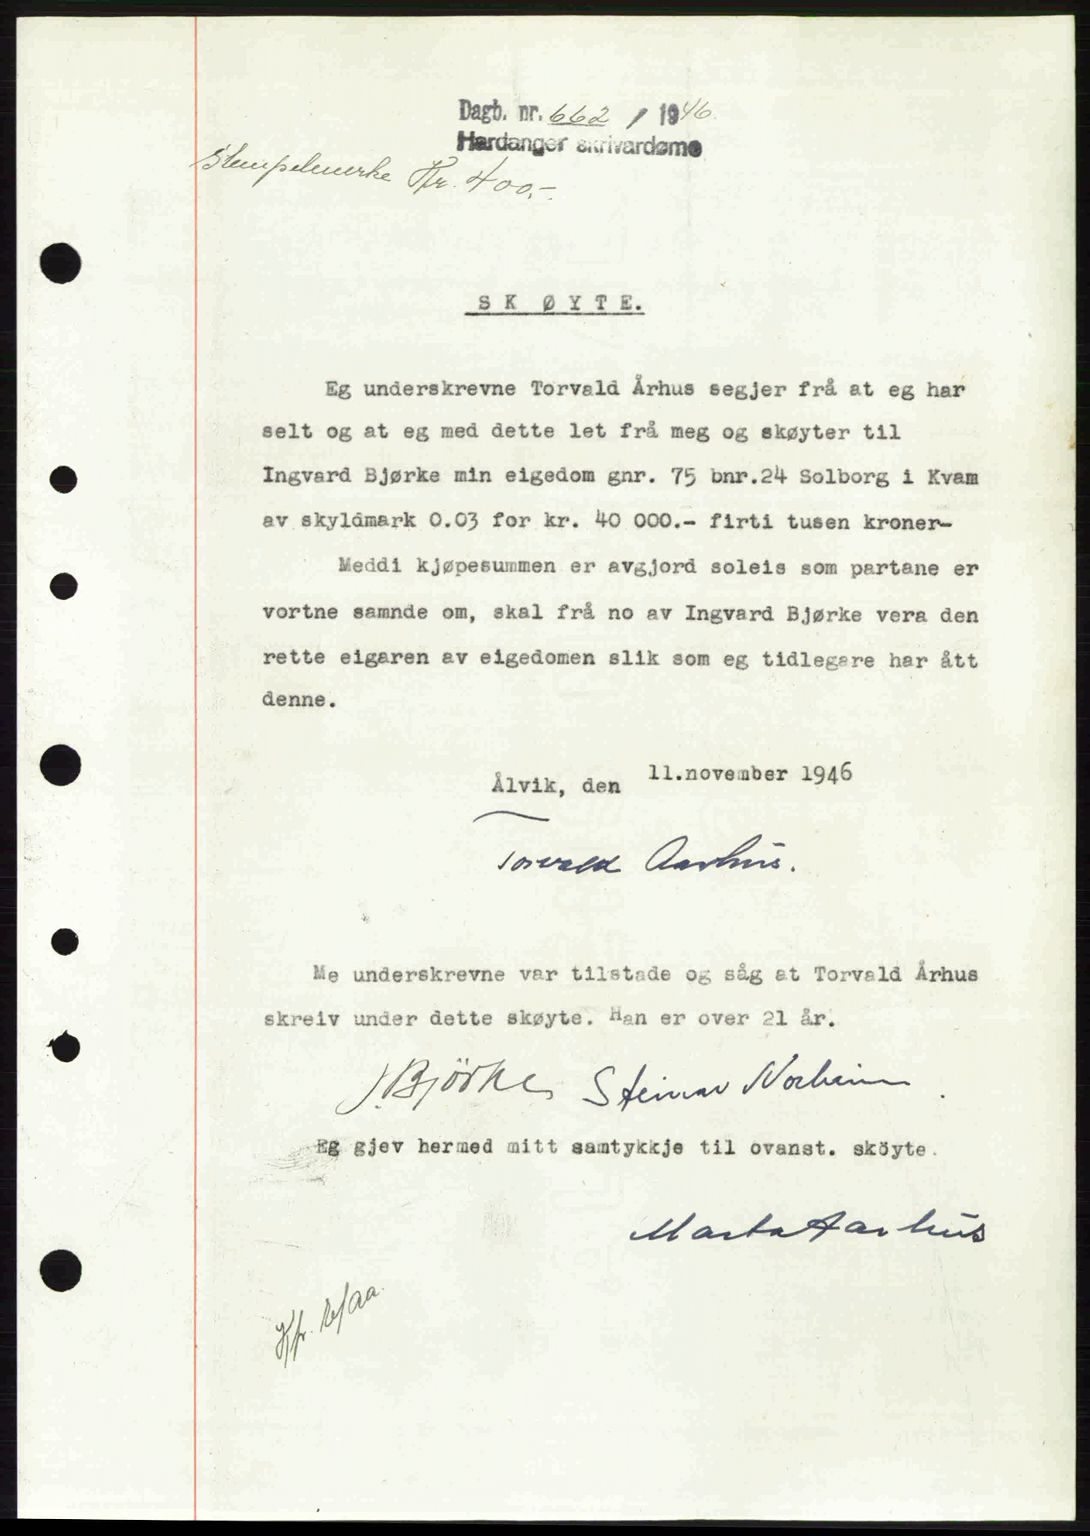 Dagb. nr. 662 / 1946
Hardanger skrivardøme
Stempelmerke Kr. 400,-
SKØYTE.
Eg underskrevne Torvald Århus segjer frå at eg har
selt og at eg med dette let frå meg og skøyter til
Ingvard Bjørke min eigedom gnr. 75 bnr.24 Solborg i Kvam
av skyldmark 0.03 for kr. 40 000.- firti tusen kroner-
Meddi kjøpesummen er avgjord soleis som partane er
vortne samnde om, skal frå no av Ingvard Bjørke vera den
rette eigaren av eigedomen slik som eg tidlegare har ått
denne.
Ålvik, den 11.november 1946
Torvald Aarhus.
Me underskrevne var tilstade og såg at Torvald Århus
skreiv under dette skøyte. Han er over 21 år.
J. Björke Steinar Norheim
Eg gjev hermed mitt samtykkje til ovanst. sköyte.
Marta Aarhus
Kfr.